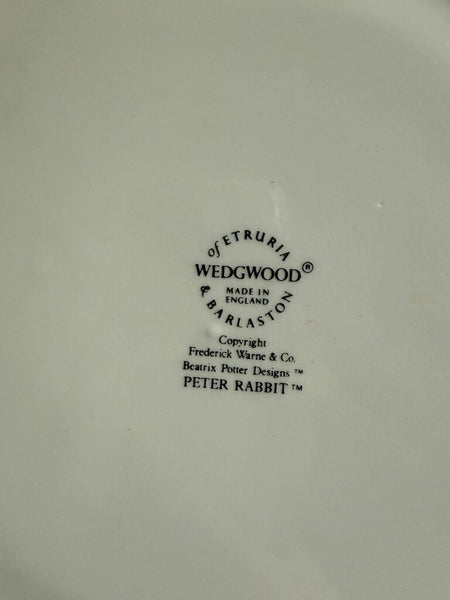 of ETRURIA
WEDGWOOD®
MADE IN
ENGLAND
& BARLASTON
Copyright
Frederick Warne & Co.
Beatrix Potter Designs ™
PETER RABBIT ™